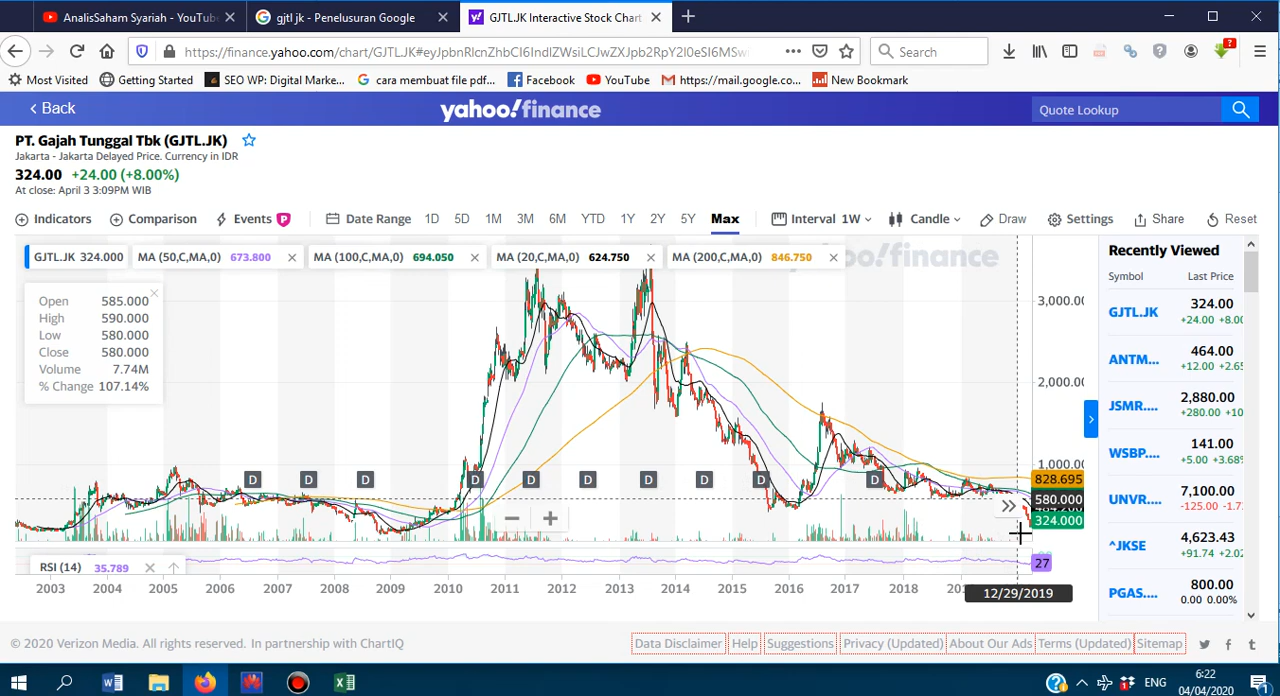 AnalisSaham Syariah - YouTube
gjtl jk - Penelusuran Google
GJTL.JK Interactive Stock Chart
https://finance.yahoo.com/chart/GJTL.JK#eyJpbnRlcnZhbCI6IndlZWsiLCJwZXJpb2RpY2l0eSI6MSw
Search
Most Visited
Getting Started
SEO WP: Digital Marke...
cara membuat file pdf...
Facebook
YouTube
https://mail.google.co...
New Bookmark
Back
yahoo!finance
Quote Lookup
PT. Gajah Tunggal Tbk (GJTL.JK)
Jakarta - Jakarta Delayed Price. Currency in IDR
324.00 +24.00 (+8.00%)
At close: April 3 3:09PM WIB
Indicators Comparison Events P Date Range 1D 5D 1M 3M 6M YTD 1Y 2Y 5Y Max Interval 1W Candle Draw Settings Share Reset
GJTL.JK 324.000
MA (50,C,MA,0) 673.800
MA (100,C,MA,0) 694.050
MA (20,C,MA,0) 624.750
MA (200,C,MA,0) 846.750
yahoo!finance
Open 585.000
High 590.000
Low 580.000
Close 580.000
Volume 7.74M
% Change 107.14%
3,000.00
2,000.00
1,000.00
828.695
580.000
324.000
D D D D D D D D D D
RSI (14) 35.789
27
2003 2004 2005 2006 2007 2008 2009 2010 2011 2012 2013 2014 2015 2016 2017 2018
12/29/2019
Recently Viewed
Symbol Last Price
GJTL.JK 324.00
+24.00 +8.00
ANTM... 464.00
+12.00 +2.65
JSMR.... 2,880.00
+280.00 +10
WSBP.... 141.00
+5.00 +3.68%
UNVR.... 7,100.00
-125.00 -1.7
^JKSE 4,623.43
+91.74 +2.02
PGAS.... 800.00
0.00 0.00%
© 2020 Verizon Media. All rights reserved. In partnership with ChartIQ
Data Disclaimer Help Suggestions Privacy (Updated) About Our Ads Terms (Updated) Sitemap
ENG
6:22
04/04/2020